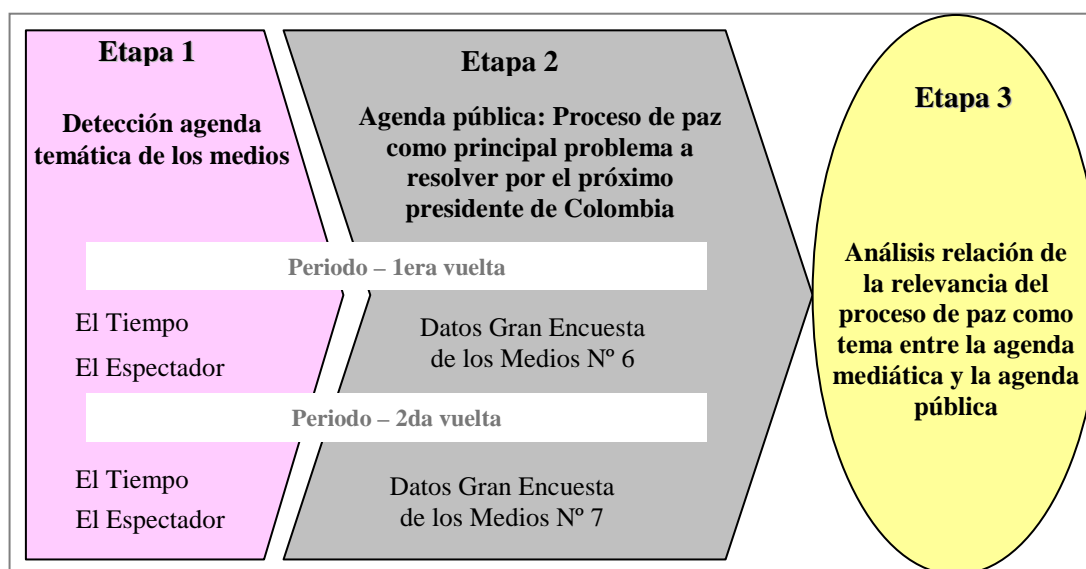 Etapa 1
Detección agenda
temática de los medios
Etapa 2
Agenda pública: Proceso de paz
como principal problema a
resolver por el próximo
presidente de Colombia
Periodo – 1era vuelta
El Tiempo
El Espectador
Datos Gran Encuesta
de los Medios Nº 6
Periodo – 2da vuelta
El Tiempo
El Espectador
Datos Gran Encuesta
de los Medios Nº 7
Etapa 3
Análisis relación de
la relevancia del
proceso de paz como
tema entre la agenda
mediática y la agenda
pública